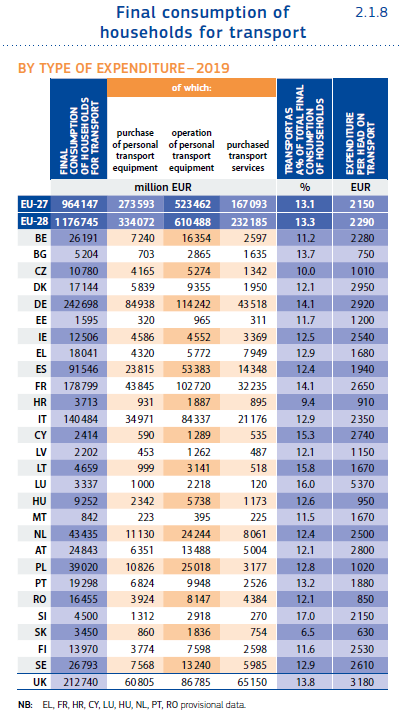 Final consumption of 2.1.8
households for transport
BY TYPE OF EXPENDITURE – 2019
FINAL CONSUMPTION OF HOUSEHOLDS FOR TRANSPORT of which: TRANSPORT AS A % OF TOTAL FINAL CONSUMPTION OF HOUSEHOLDS EXPENDITURE PER HEAD ON TRANSPORT
purchase of personal transport equipment operation of personal transport equipment purchased transport services
million EUR % EUR
EU-27 964 147 273 593 523 462 167 093 13.1 2 150
EU-28 1 176 745 334 072 610 488 232 185 13.3 2 290
BE 26 191 7 240 16 354 2 597 11.2 2 280
BG 5 204 703 2 865 1 635 13.7 750
CZ 10 780 4 165 5 274 1 342 10.0 1 010
DK 17 144 5 839 9 355 1 950 12.1 2 950
DE 242 698 84 938 114 242 43 518 14.1 2 920
EE 1 595 320 965 311 11.7 1 200
IE 12 506 4 586 4 552 3 369 12.5 2 540
EL 18 041 4 320 5 772 7 949 12.9 1 680
ES 91 546 23 815 53 383 14 348 12.4 1 940
FR 178 799 43 845 102 720 32 235 14.1 2 650
HR 3 713 931 1 887 895 9.4 910
IT 140 484 34 971 84 337 21 176 12.9 2 350
CY 2 414 590 1 289 535 15.3 2 740
LV 2 202 453 1 262 487 12.1 1 150
LT 4 659 999 3 141 518 15.8 1 670
LU 3 337 1 000 2 218 120 16.0 5 370
HU 9 252 2 342 5 738 1 173 12.6 950
MT 842 223 395 225 11.5 1 670
NL 43 435 11 130 24 244 8 061 12.4 2 500
AT 24 843 6 351 13 488 5 004 12.1 2 800
PL 39 020 10 826 25 018 3 177 12.8 1 020
PT 19 298 6 824 9 948 2 526 13.2 1 880
RO 16 455 3 924 8 147 4 384 12.1 850
SI 4 500 1 312 2 918 270 17.0 2 150
SK 3 450 860 1 836 754 6.5 630
FI 13 970 3 774 7 598 2 598 11.6 2 530
SE 26 793 7 568 13 240 5 985 12.9 2 610
UK 212 740 60 805 86 785 65 150 13.8 3 180
NB: EL, FR, HR, CY, LU, HU, NL, PT, RO provisional data.